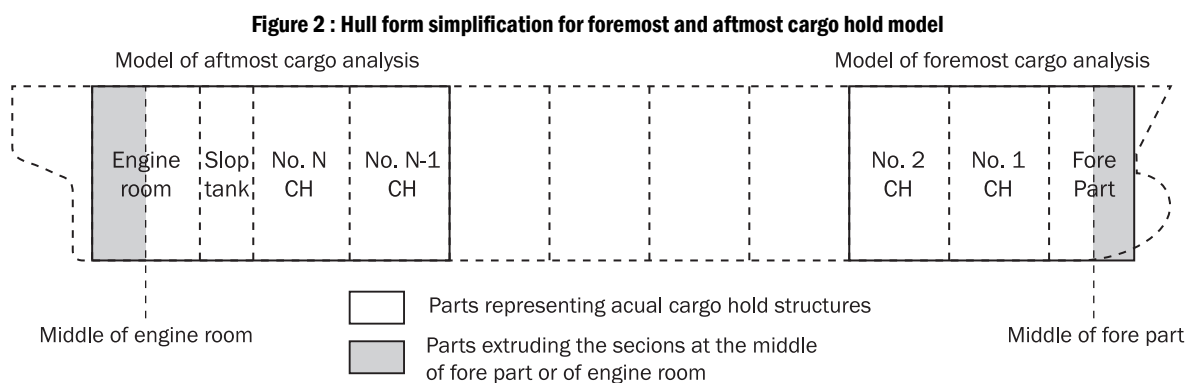 Figure 2 : Hull form simplification for foremost and aftmost cargo hold model
Model of aftmost cargo analysis
Model of foremost cargo analysis
Engine room
Slop tank
No. N CH
No. N-1 CH
No. 2 CH
No. 1 CH
Fore Part
Middle of engine room
Parts representing acual cargo hold structures
Parts extruding the secions at the middle
of fore part or of engine room
Middle of fore part